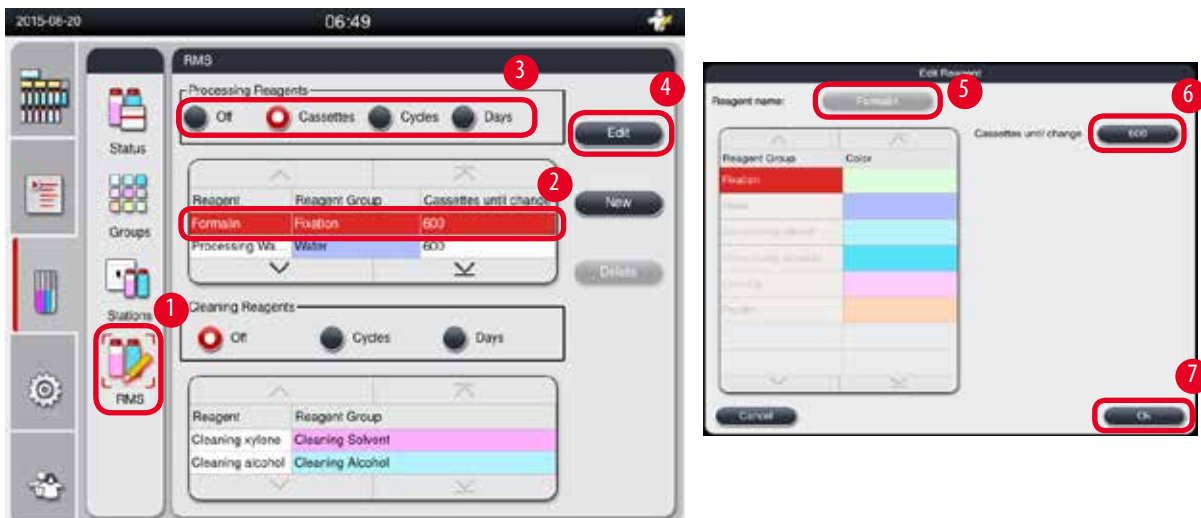 2015-08-20 06:49
RMS
Processing Reagents 3
Off Cassettes Cycles Days
4
Edit
Status
Reagent Reagent Group Cassettes until change
2
New
Formalin Fixation 600
Processing Wa... Water 600
Groups
Delete
Stations
1
Cleaning Reagents
Off Cycles Days
RMS
Reagent Reagent Group
Cleaning xylene Cleaning Solvent
Cleaning alcohol Cleaning Alcohol
Edit Reagent
Reagent name: Formalin 5
6
Cassettes until change 600
Reagent Group Color
Fixation
Water
7
Cancel Ok